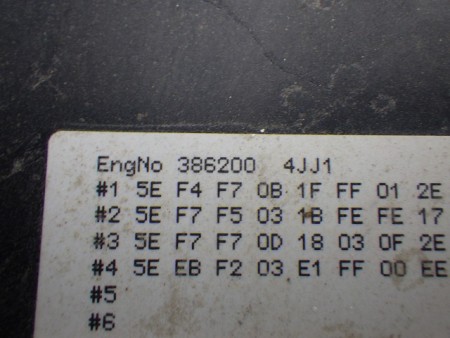 EngNo 386200 4JJ1
#1 5E F4 F7 0B 1F FF 01 2E
#2 5E F7 F5 03 1B FE FE 17
#3 5E F7 F7 0D 18 03 0F 2E
#4 5E EB F2 03 E1 FF 00 EE
#5
#6